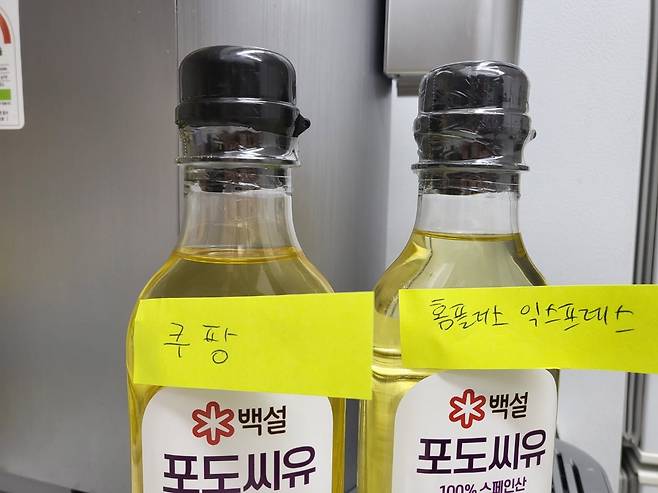 쿠팡
홈플러스 익스프레스
백설
포도씨유
백설
포도씨유
100% 스페인산